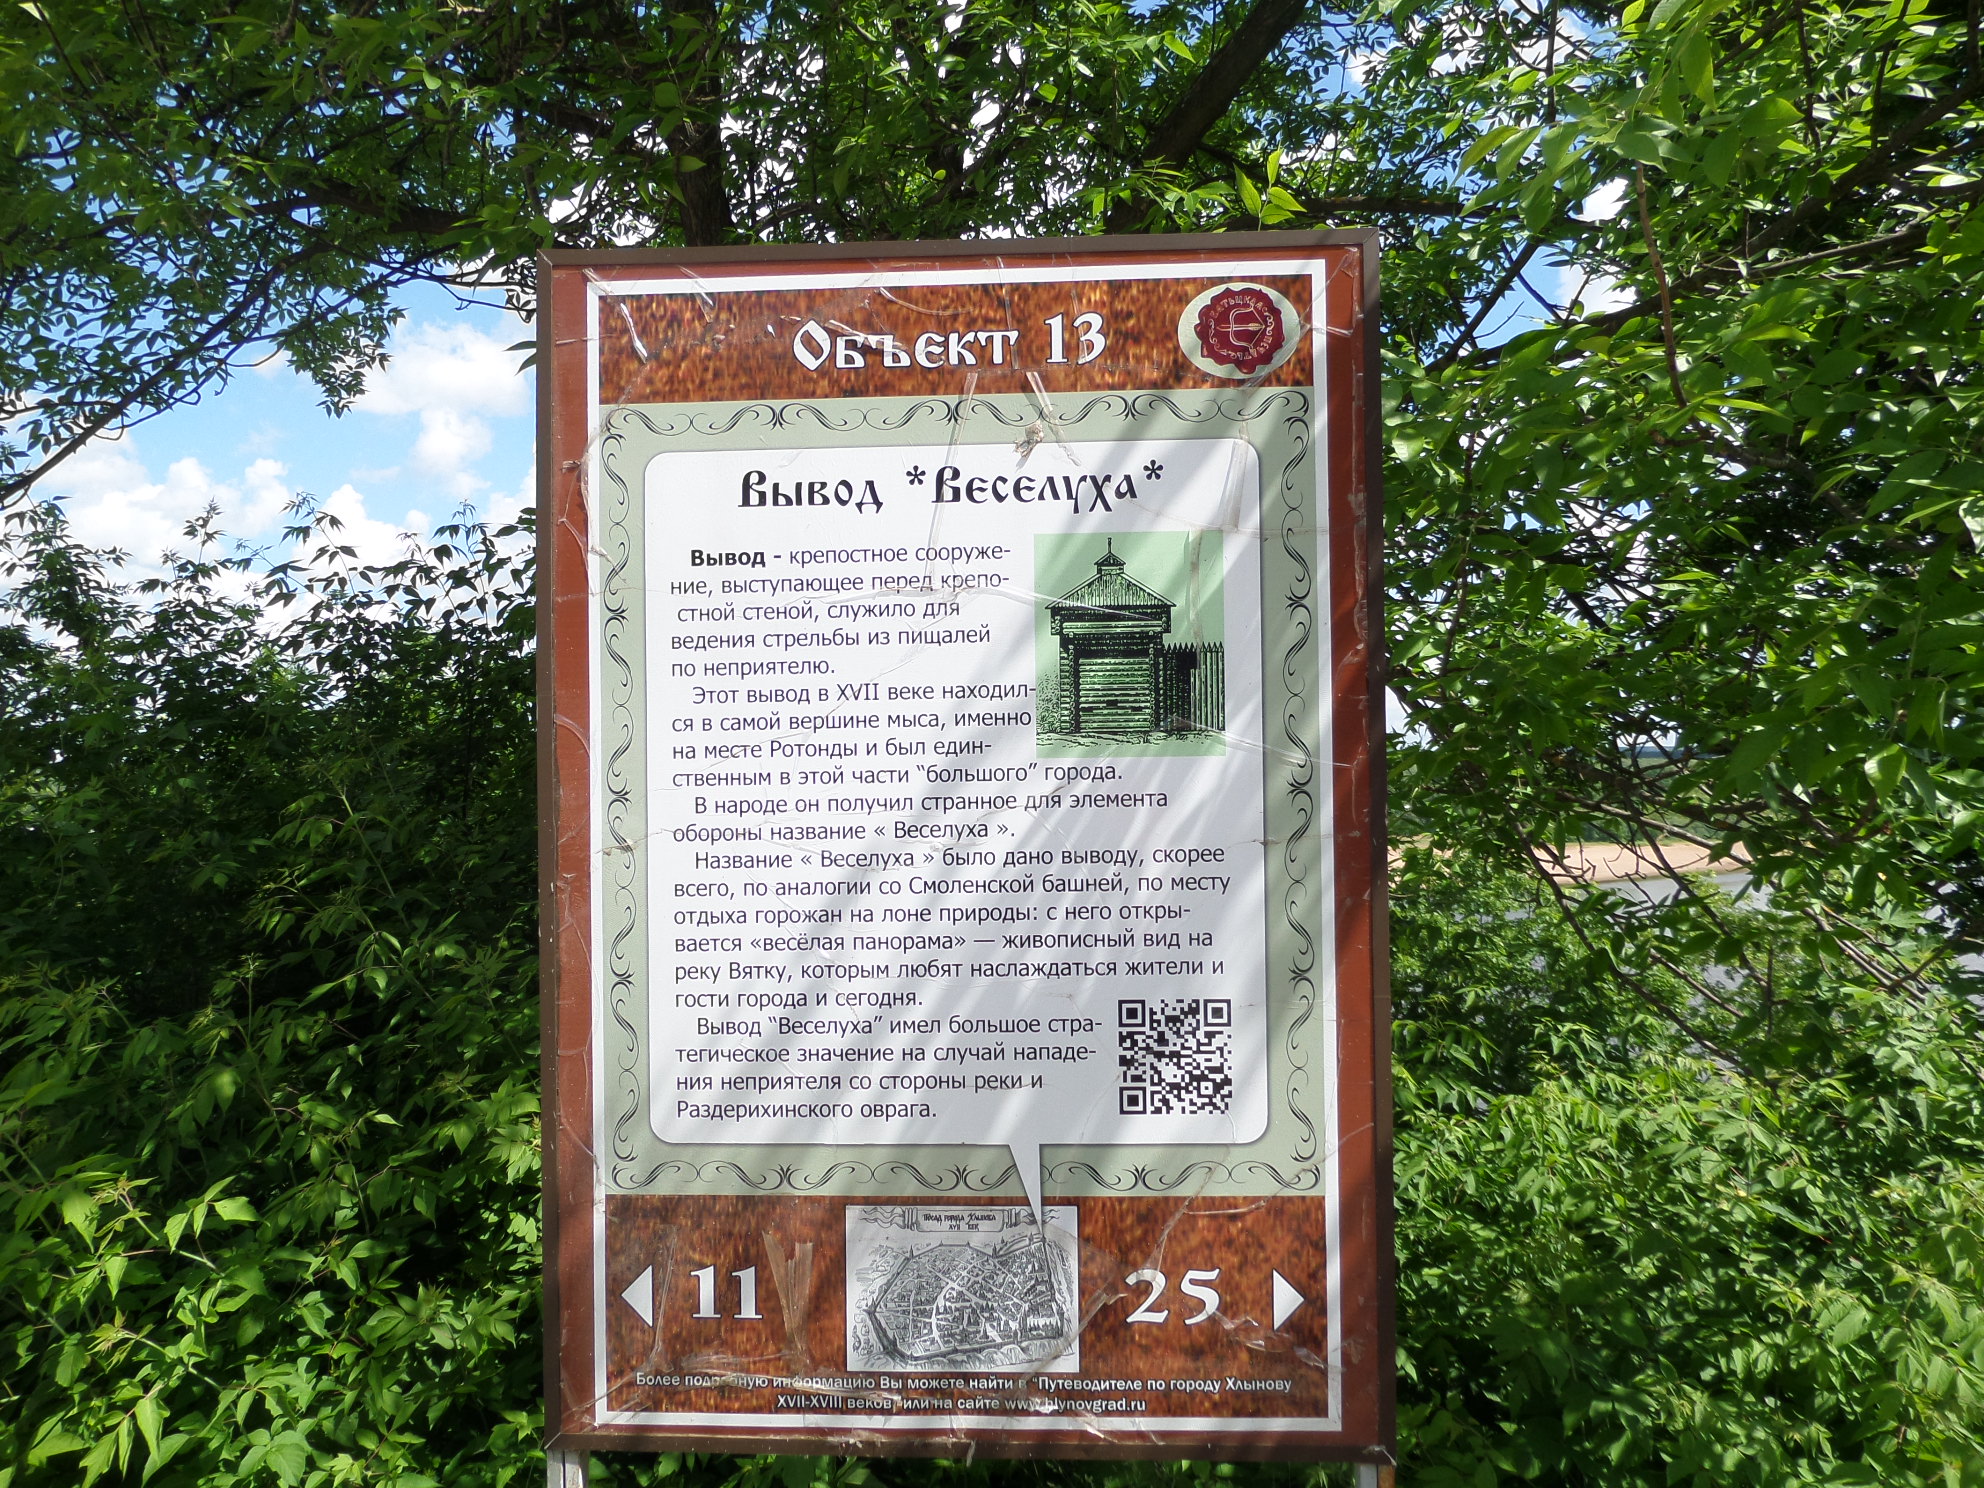 Объект 13
Вывод *Веселуха*
Вывод - крепостное сооруже-
ние, выступающее перед крепо-
стной стеной, служило для
ведения стрельбы из пищалей
по неприятелю.
Этот вывод в XVII веке находил-
ся в самой вершине мыса, именно
на месте Ротонды и был един-
ственным в этой части “большого” города.
В народе он получил странное для элемента
обороны название « Веселуха ».
Название « Веселуха » было дано выводу, скорее
всего, по аналогии со Смоленской башней, по месту
отдыха горожан на лоне природы: с него откры-
вается «весёлая панорама» — живописный вид на
реку Вятку, которым любят наслаждаться жители и
гости города и сегодня.
Вывод “Веселуха” имел большое стра-
тегическое значение на случай нападе-
ния неприятеля со стороны реки и
Раздерихинского оврага.
Посад города Хлынова
XVII век
11
25
Более подробную информацию Вы можете найти в "Путеводителе по городу Хлынову
XVII-XVIII веков" или на сайте www.hlynovgrad.ru